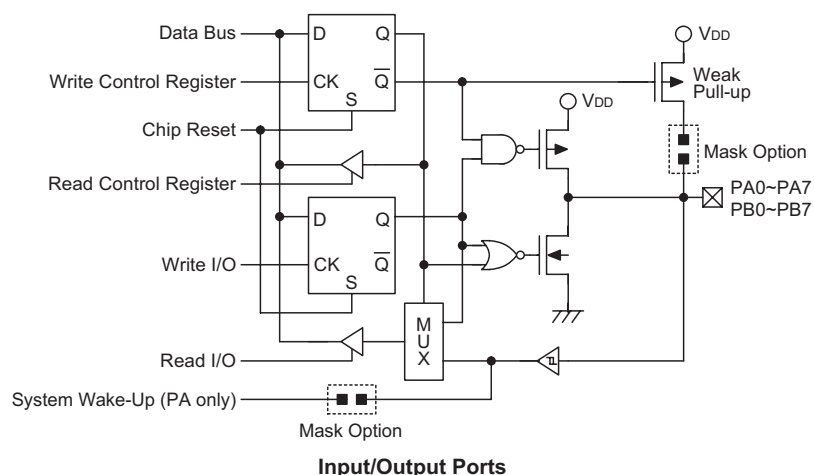 Data Bus
D
Q
VDD
Write Control Register
CK
Q
Weak
Pull-up
S
VDD
Chip Reset
Mask Option
Read Control Register
PA0~PA7
PB0~PB7
D
Q
Write I/O
CK
Q
S
M
U
X
Read I/O
System Wake-Up (PA only)
Mask Option
Input/Output Ports